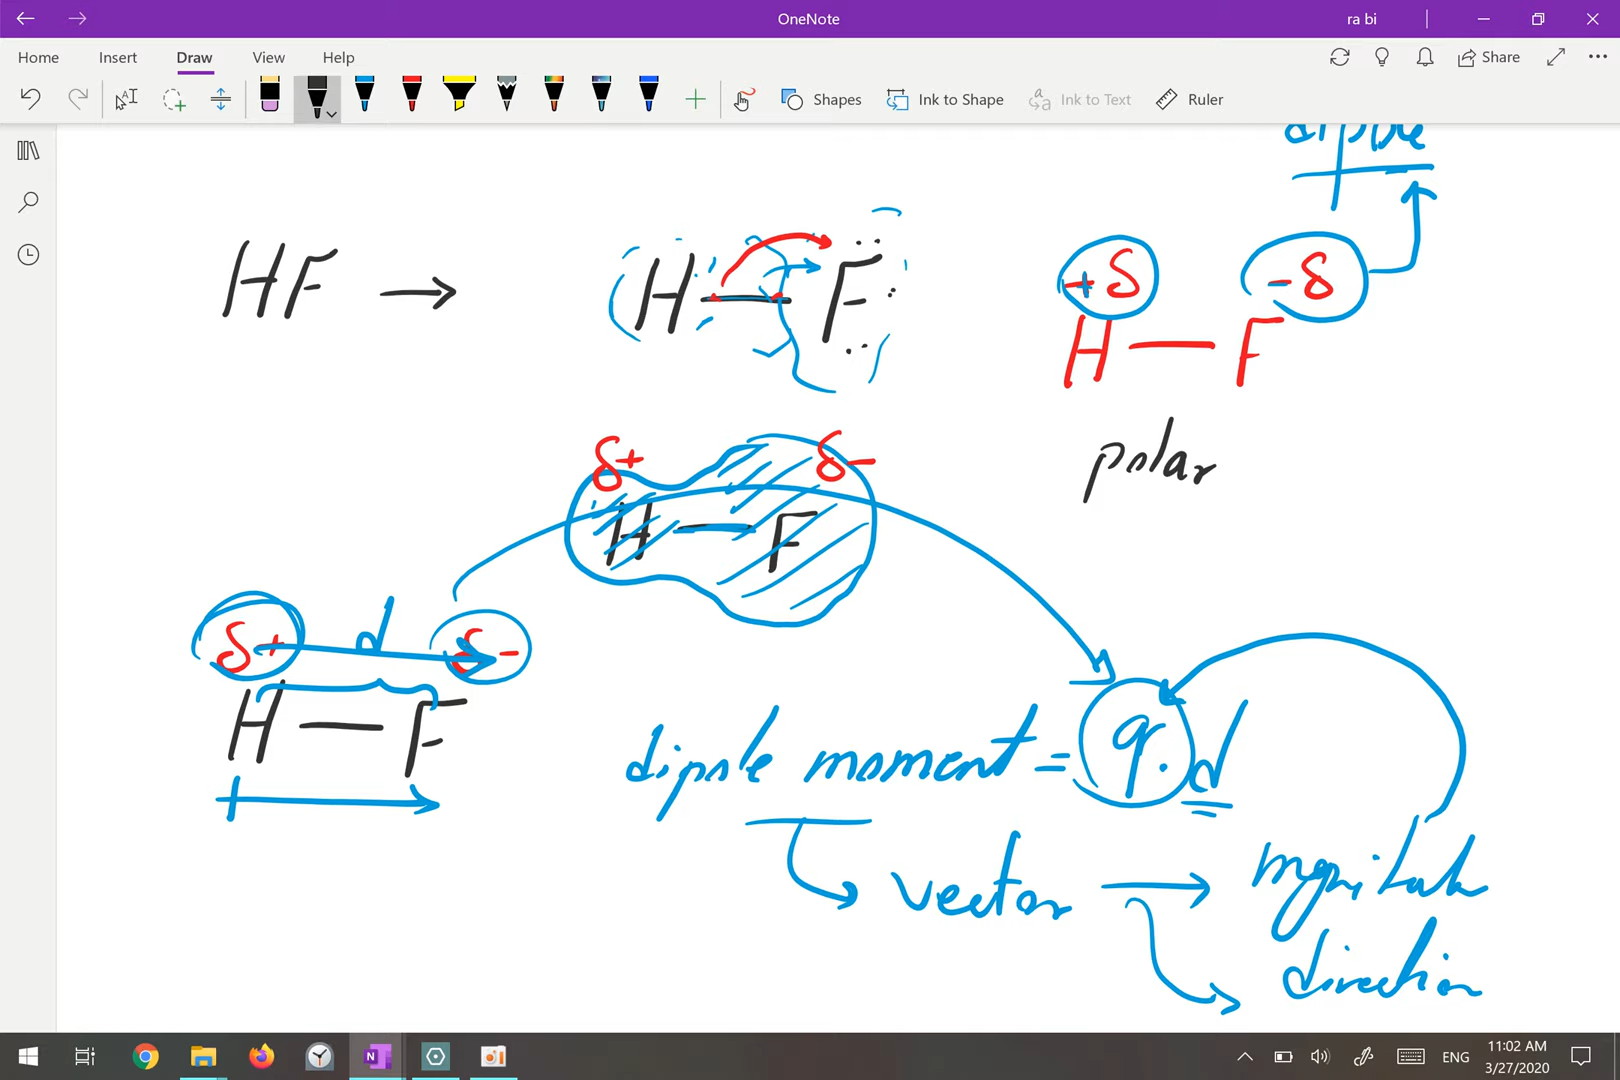 OneNote
ra bi
Home Insert Draw View Help
Share
Shapes
Ink to Shape
Ink to Text
Ruler
dipole
HF →
H — F
+δ -δ
H — F
polar
δ+ δ-
H — F
δ+ d δ-
H — F
dipole moment = q. d
vector → magnitude
direction
ENG
11:02 AM
3/27/2020